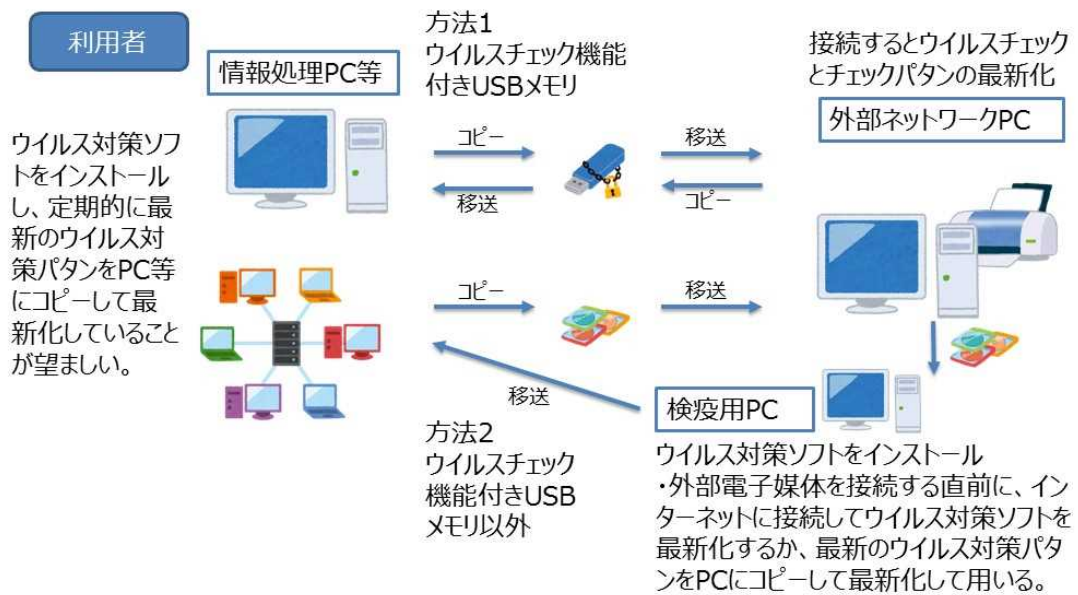 利用者
情報処理PC等
ウイルス対策ソフ
トをインストール
し、定期的に最
新のウイルス対
策パタンをPC等
にコピーして最
新化していること
が望ましい。
方法1
ウイルスチェック機能
付きUSBメモリ
コピー
移送
移送
コピー
接続するとウイルスチェック
とチェックパタンの最新化
外部ネットワークPC
コピー
移送
移送
方法2
ウイルスチェック
機能付きUSB
メモリ以外
検疫用PC
ウイルス対策ソフトをインストール
・外部電子媒体を接続する直前に、イン
ターネットに接続してウイルス対策ソフトを
最新化するか、最新のウイルス対策パタ
ンをPCにコピーして最新化して用いる。